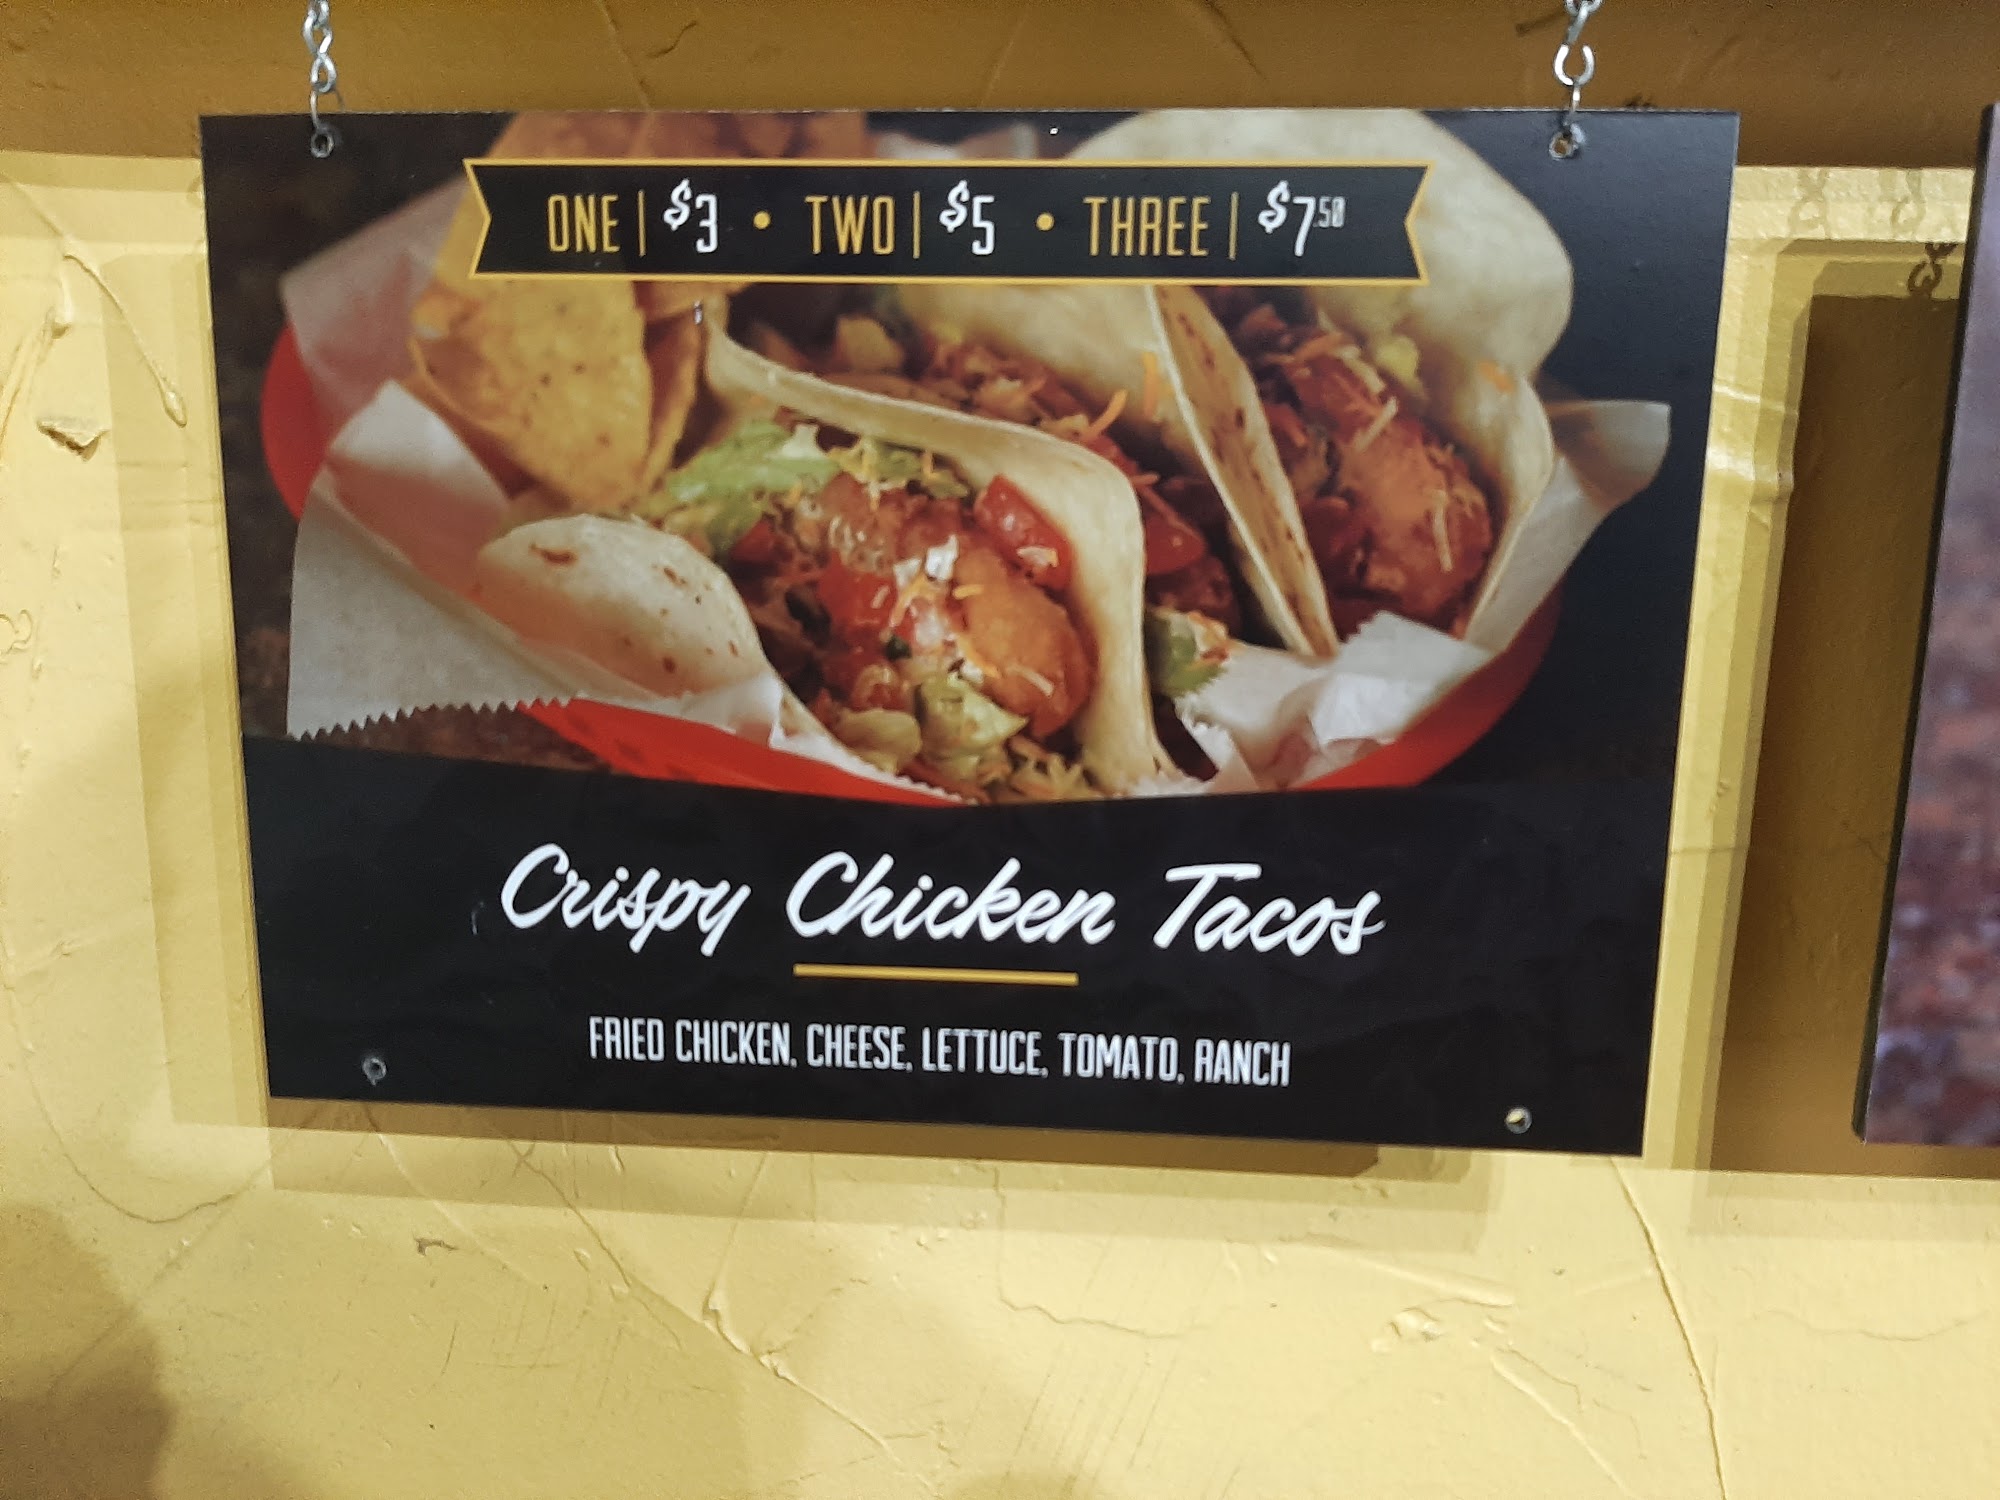 ONE | $3 • TWO | $5 • THREE | $7.50
Crispy Chicken Tacos
FRIED CHICKEN, CHEESE, LETTUCE, TOMATO, RANCH